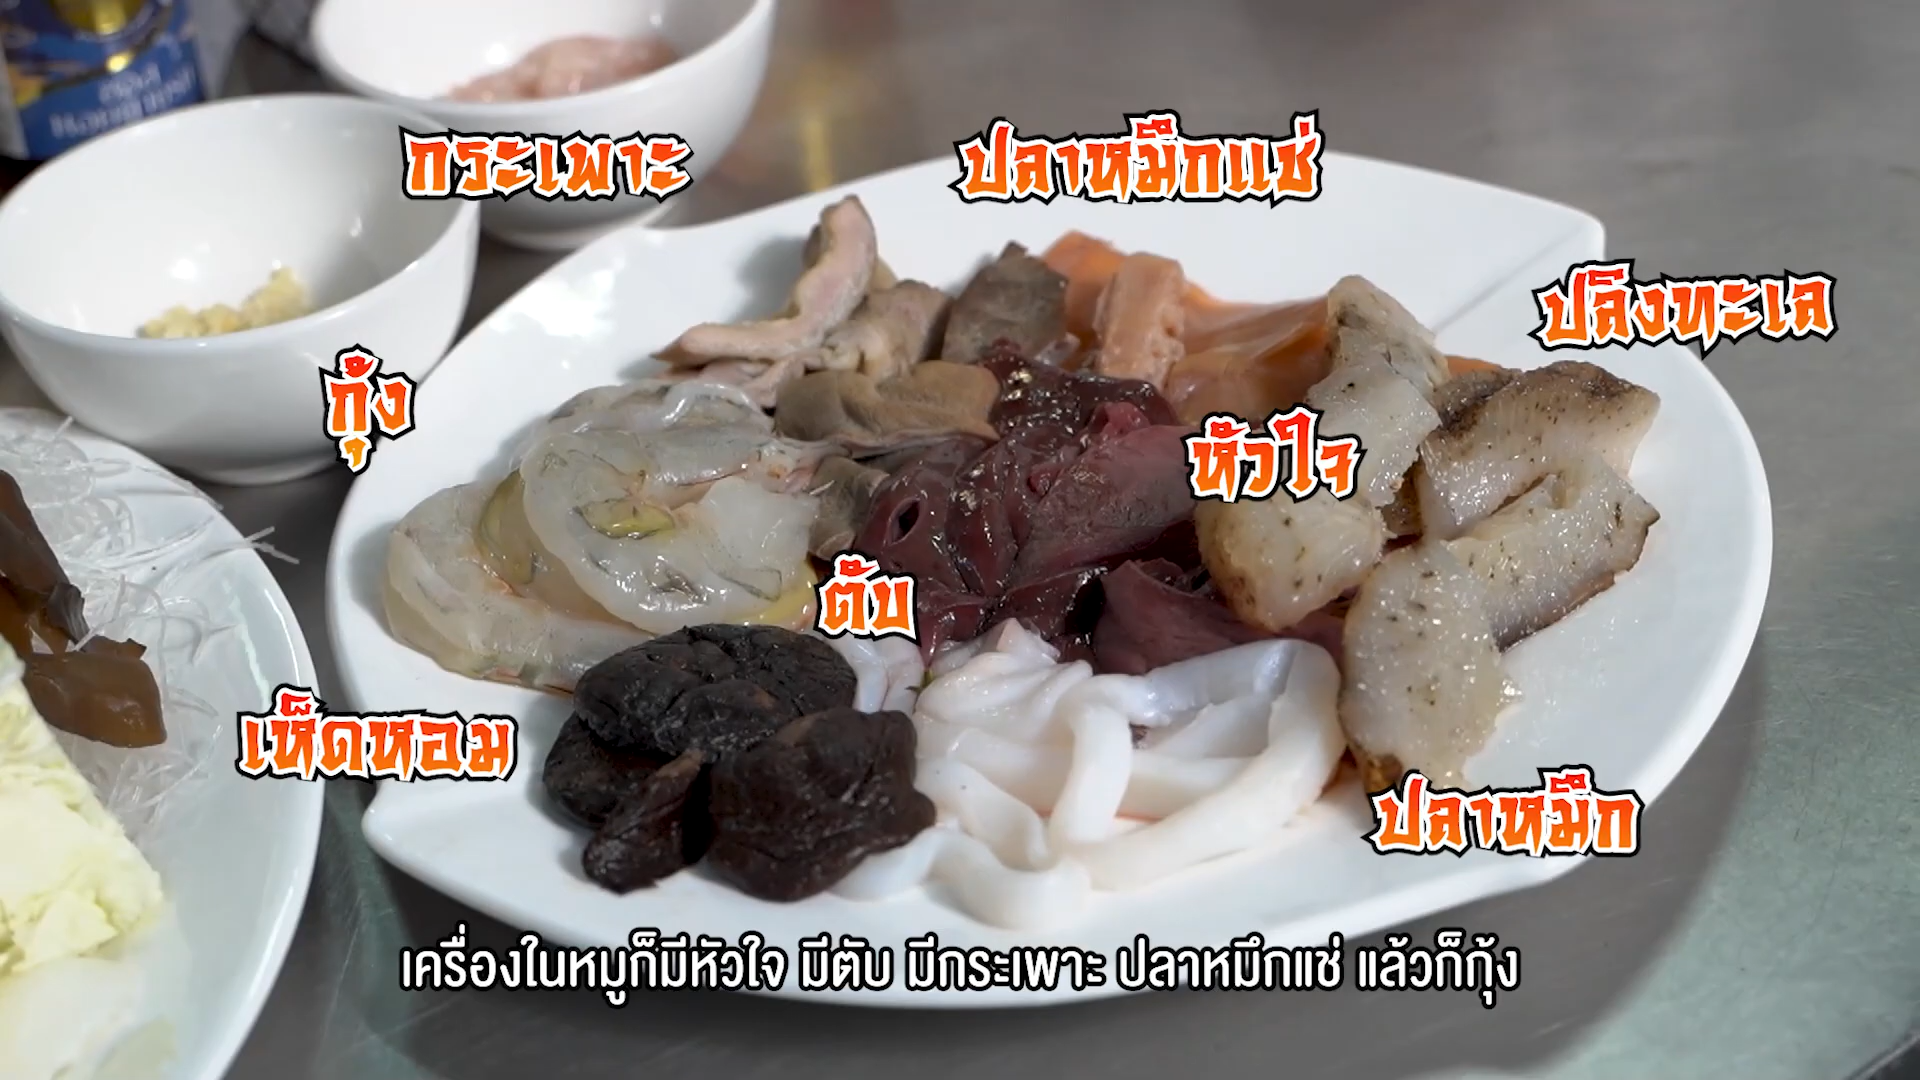 กระเพาะ
ปลาหมึกแช่
ปลิงทะเล
กุ้ง
หัวใจ
ตับ
เห็ดหอม
ปลาหมึก
เครื่องในหมูก็มีหัวใจ มีตับ มีกระเพาะ ปลาหมึกแช่ แล้วก็กุ้ง